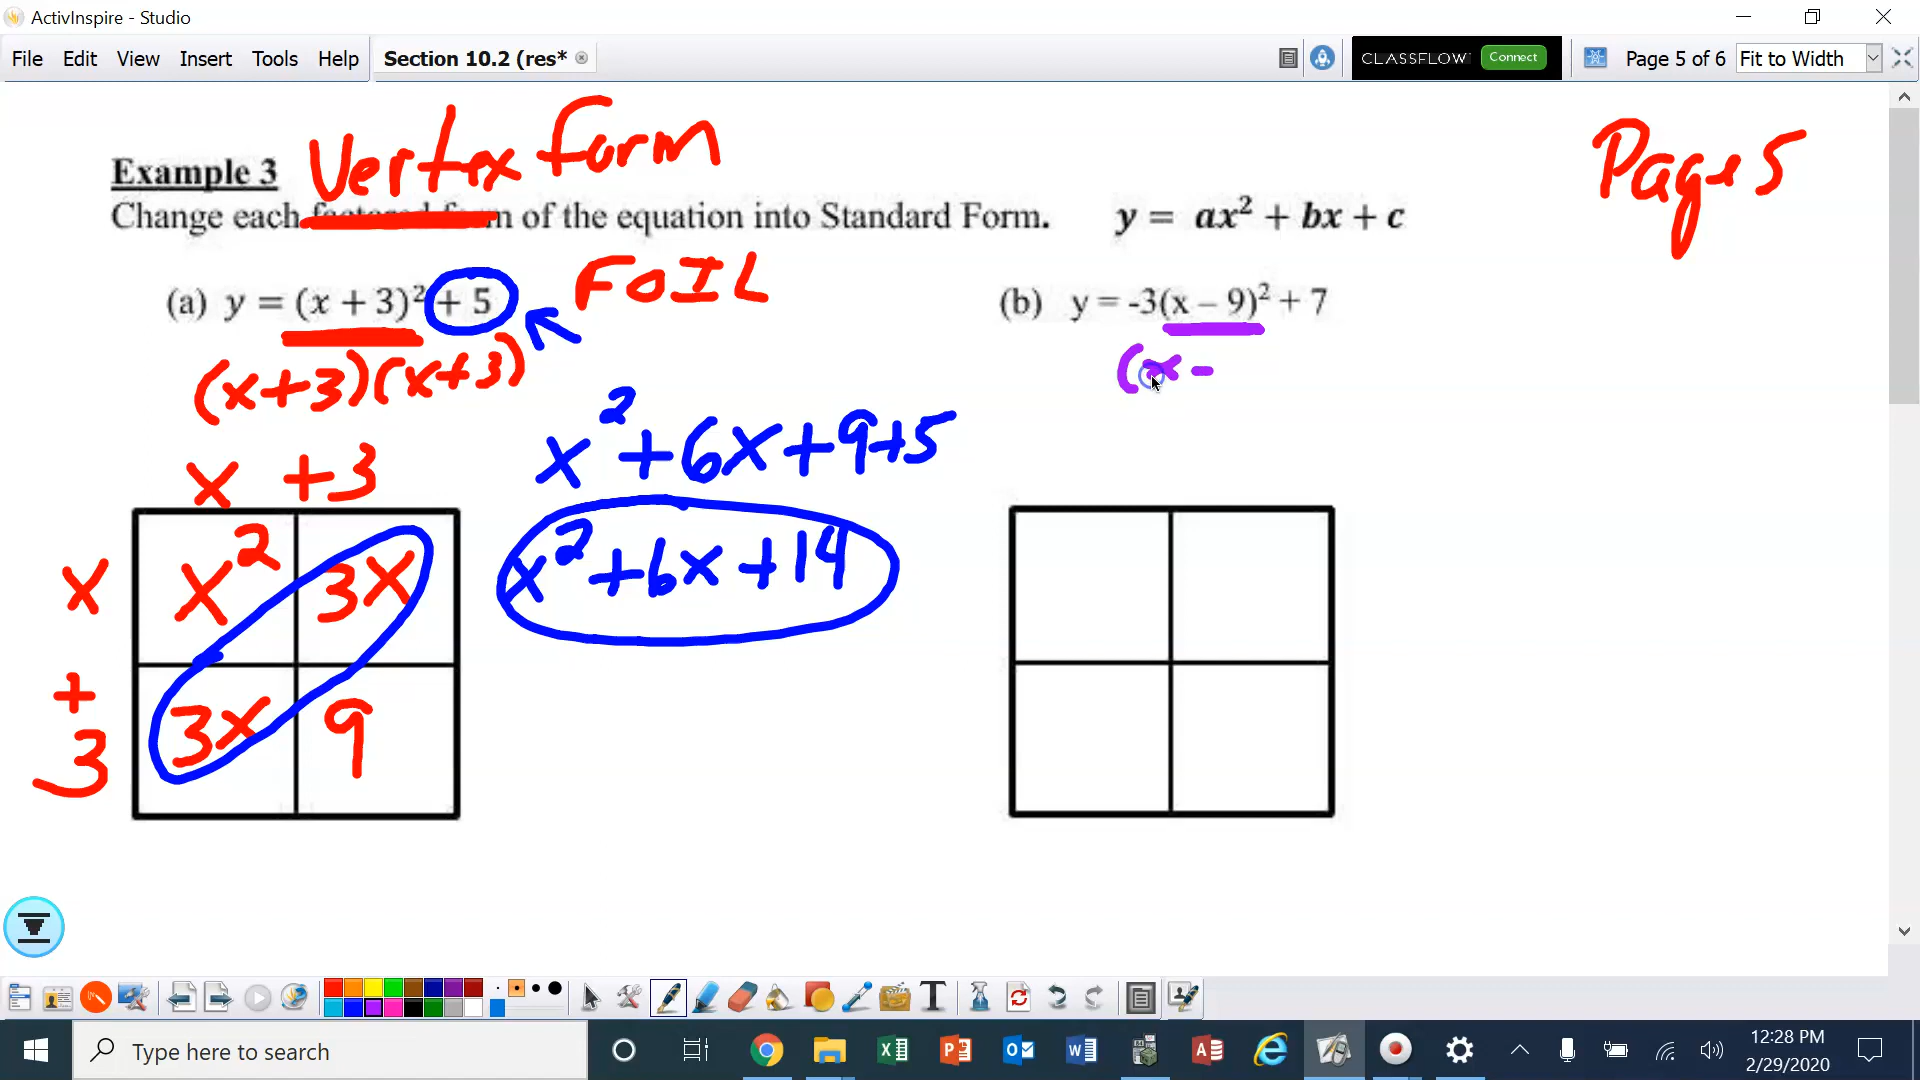 ActivInspire - Studio
File Edit View Insert Tools Help Section 10.2 (res* CLASSFLOW Connect Page 5 of 6 Fit to Width
Vertex form
Page 5
Example 3
Change each of the equation into Standard Form. y = ax² + bx + c
FOIL
(a) y = (x + 3)² + 5
(b) y = -3(x – 9)² + 7
(x+3)(x+3)
(x -
x² + 6x + 9 + 5
x +3
x² + 6x + 14
x x² 3x
+ 3 3x 9
T
Type here to search
12:28 PM
2/29/2020